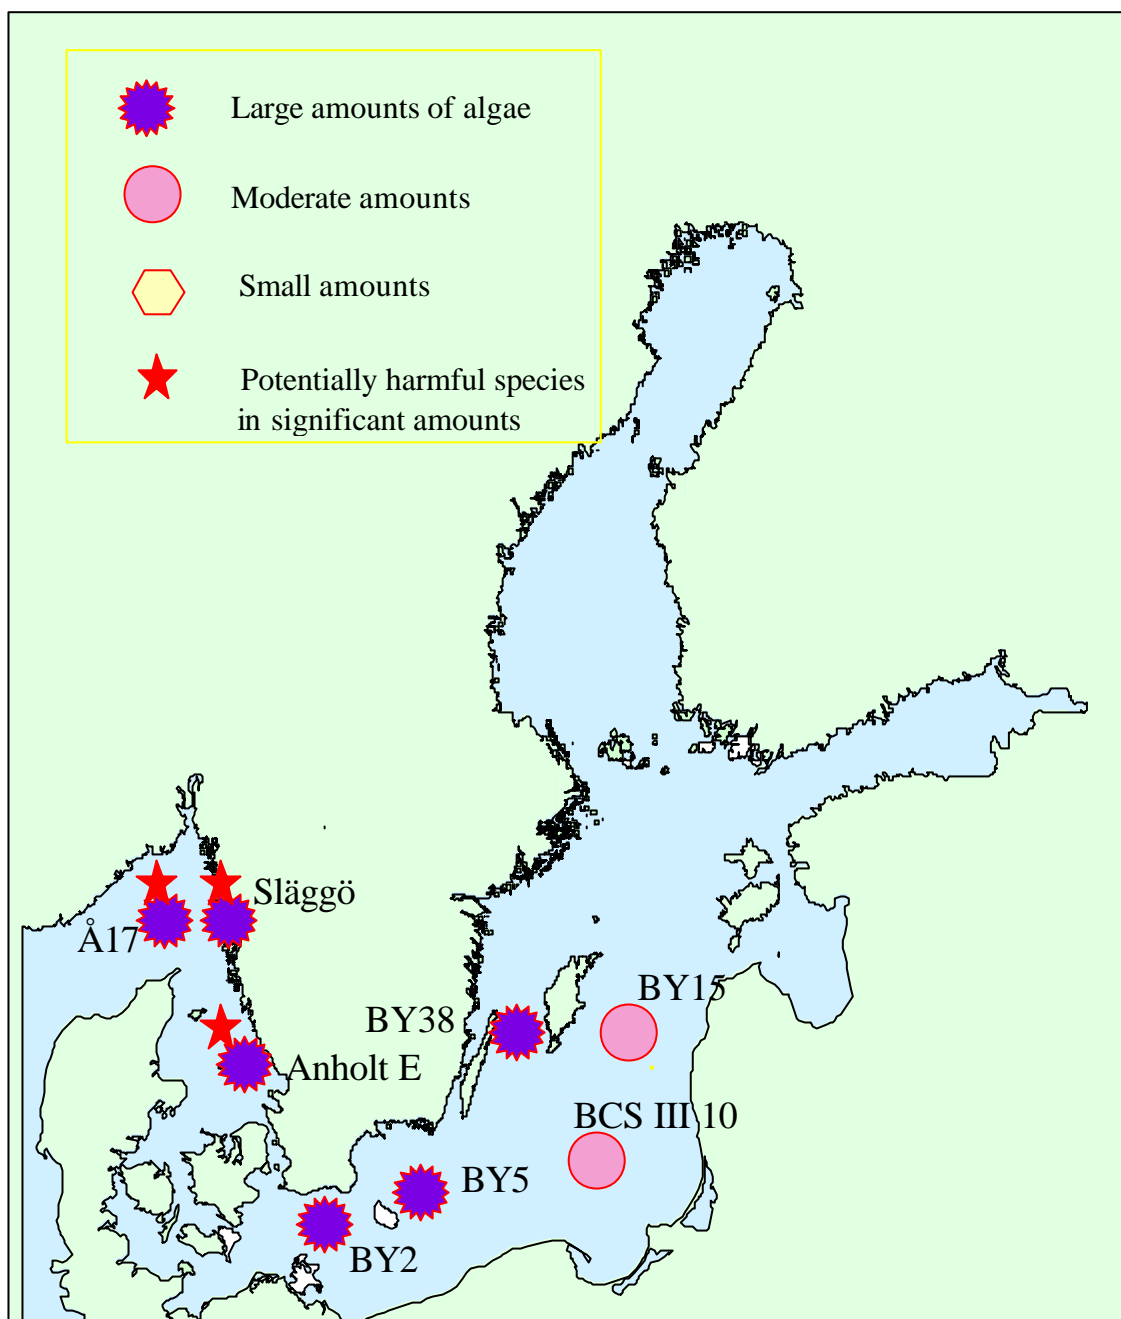 Large amounts of algae
Moderate amounts
Small amounts
Potentially harmful species
in significant amounts
Släggö
Å17
BY15
BY38
Anholt E
BCS III 10
BY5
BY2